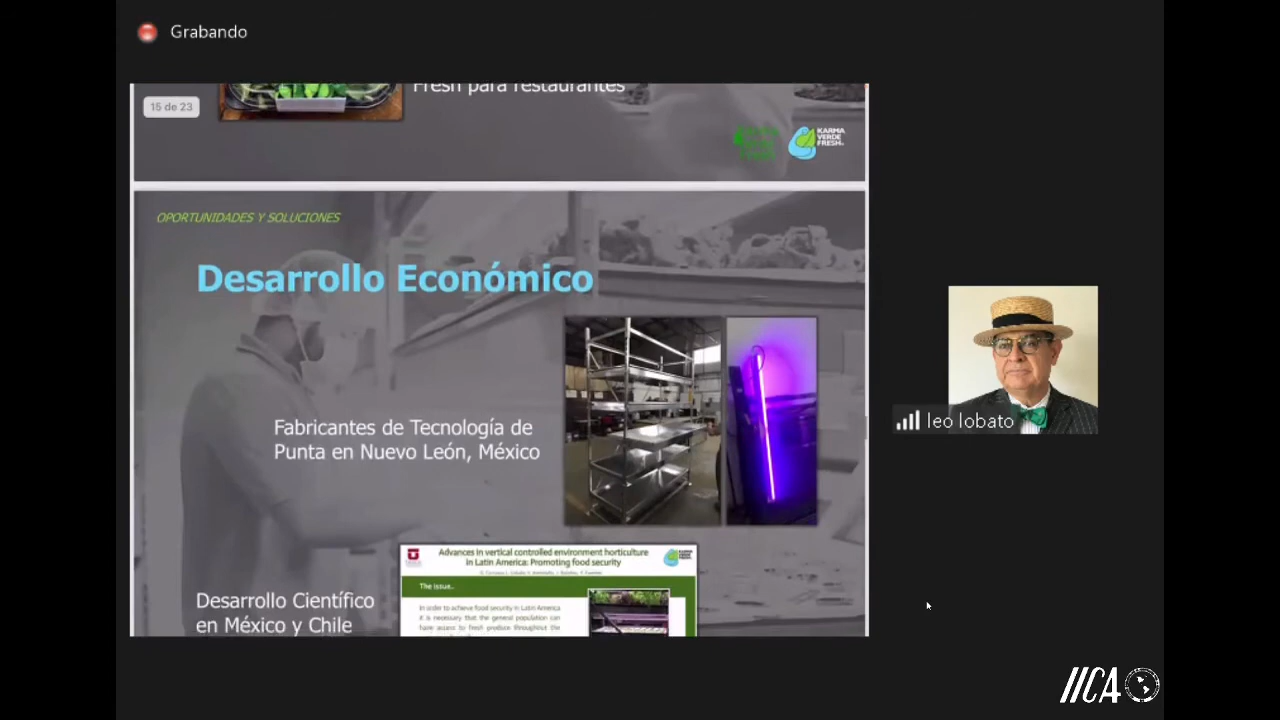 Grabando
Fresh para restaurantes
15 de 23
KARMA
VERDE
FRESH
OPORTUNIDADES Y SOLUCIONES
Desarrollo Económico
Fabricantes de Tecnología de
Punta en Nuevo León, México
leo lobato
Advances in vertical controlled environment horticulture
in Latin America: Promoting food security
The issue..
In order to achieve food security in Latin America
it is necessary that the general population can
have access to fresh produce throughout the
Desarrollo Científico
en México y Chile
IICA